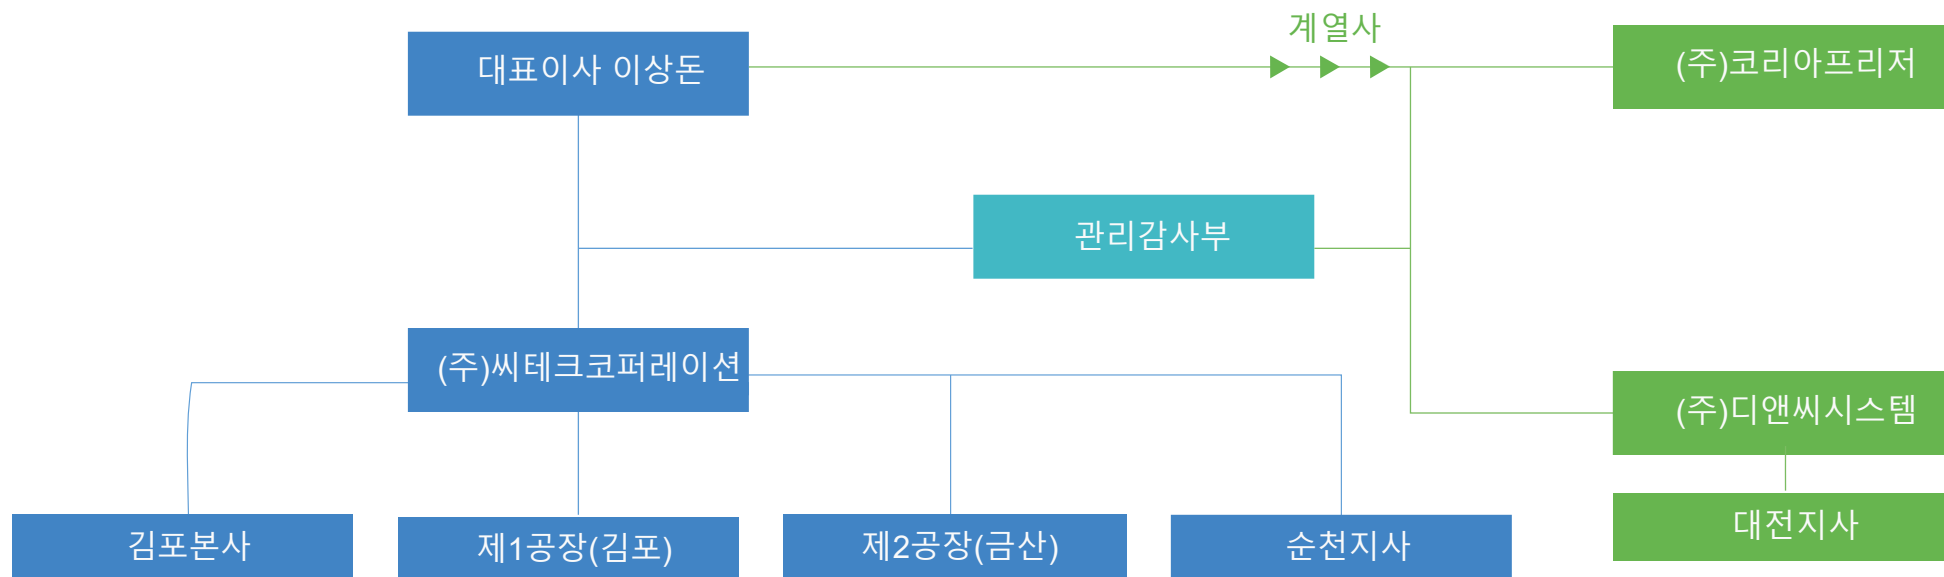 계열사
대표이사 이상돈
(주)코리아프리저
관리감사부
(주)씨테크코퍼레이션
(주)디앤씨시스템
김포본사
제1공장(김포)
제2공장(금산)
순천지사
대전지사